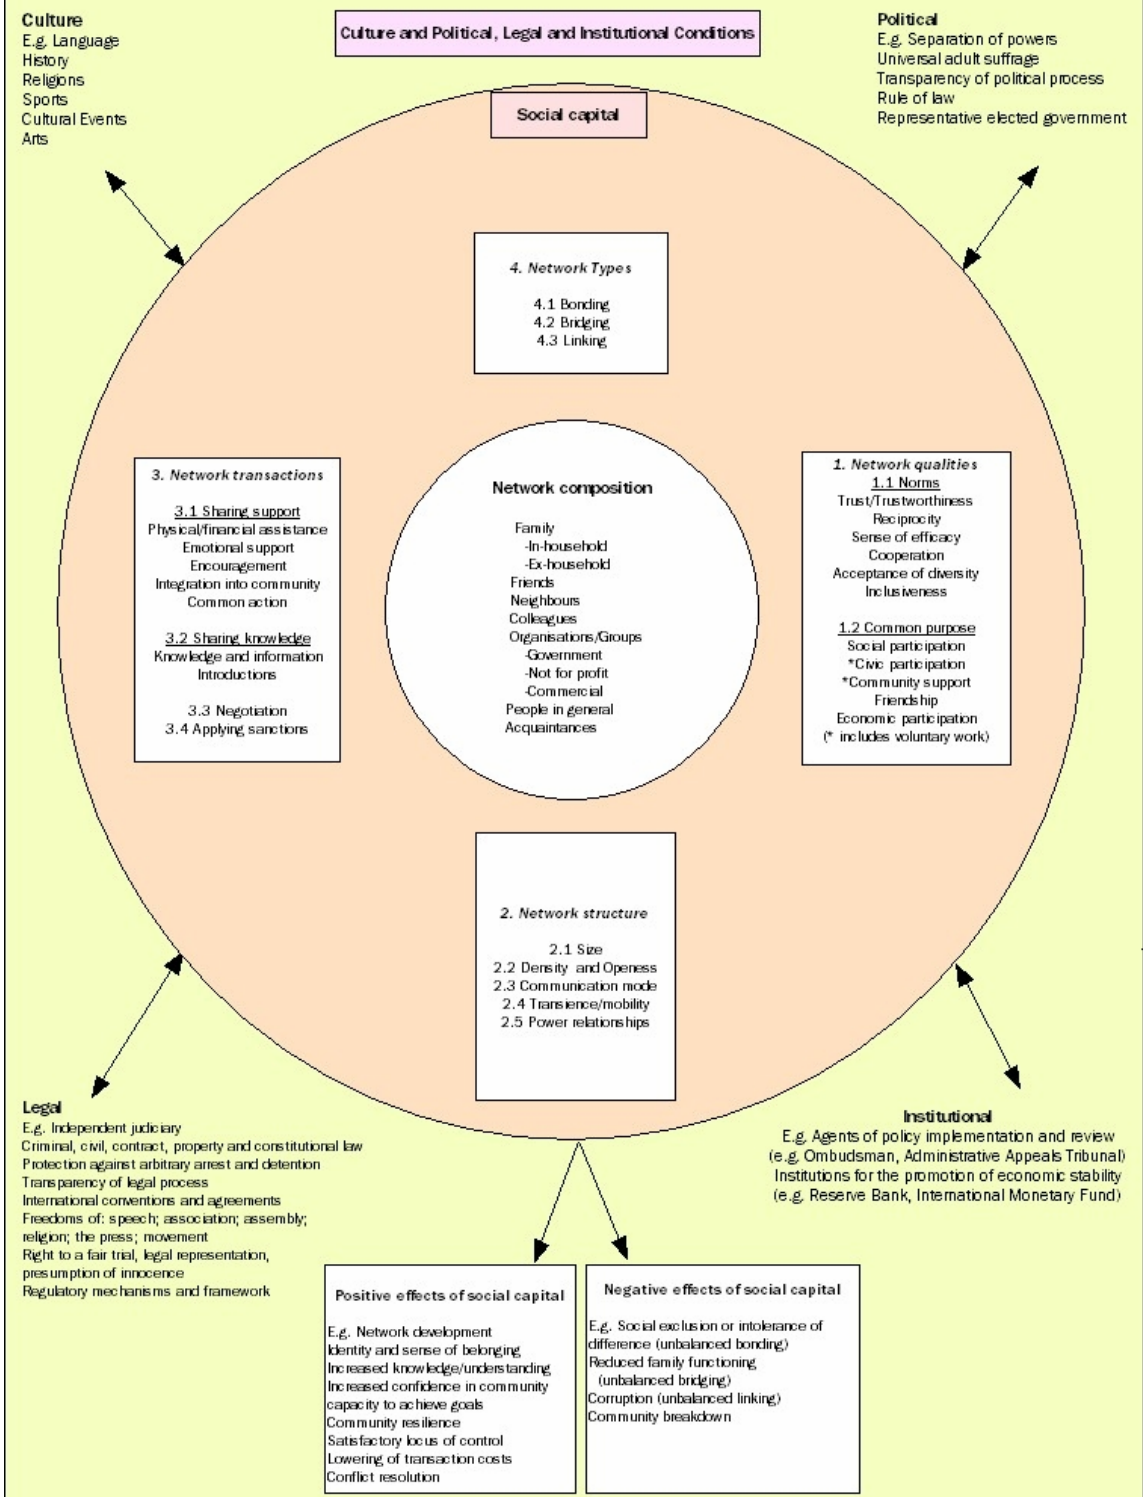 Culture
E.g. Language
History
Religions
Sports
Cultural Events
Arts
Culture and Political, Legal and Institutional Conditions
Political
E.g. Separation of powers
Universal adult suffrage
Transparency of political process
Rule of law
Representative elected government
Social capital
4. Network Types
4.1 Bonding
4.2 Bridging
4.3 Linking
3. Network transactions
3.1 Sharing support
Physical/financial assistance
Emotional support
Encouragement
Integration into community
Common action
3.2 Sharing knowledge
Knowledge and information
Introductions
3.3 Negotiation
3.4 Applying sanctions
Network composition
Family
-In-household
-Ex-household
Friends
Neighbours
Colleagues
Organisations/Groups
-Government
-Not for profit
-Commercial
People in general
Acquaintances
1. Network qualities
1.1 Norms
Trust/Trustworthiness
Reciprocity
Sense of efficacy
Cooperation
Acceptance of diversity
Inclusiveness
1.2 Common purpose
Social participation
*Civic participation
*Community support
Friendship
Economic participation
(* includes voluntary work)
2. Network structure
2.1 Size
2.2 Density and Openess
2.3 Communication mode
2.4 Transience/mobility
2.5 Power relationships
Legal
E.g. Independent judiciary
Criminal, civil, contract, property and constitutional law
Protection against arbitrary arrest and detention
Transparency of legal process
International conventions and agreements
Freedoms of: speech; association; assembly;
religion; the press; movement
Right to a fair trial, legal representation,
presumption of innocence
Regulatory mechanisms and framework
Institutional
E.g. Agents of policy implementation and review
(e.g. Ombudsman, Administrative Appeals Tribunal)
Institutions for the promotion of economic stability
(e.g. Reserve Bank, International Monetary Fund)
Positive effects of social capital
E.g. Network development
Identity and sense of belonging
Increased knowledge/understanding
Increased confidence in community
capacity to achieve goals
Community resilience
Satisfactory locus of control
Lowering of transaction costs
Conflict resolution
Negative effects of social capital
E.g. Social exclusion or intolerance of
difference (unbalanced bonding)
Reduced family functioning
(unbalanced bridging)
Corruption (unbalanced linking)
Community breakdown